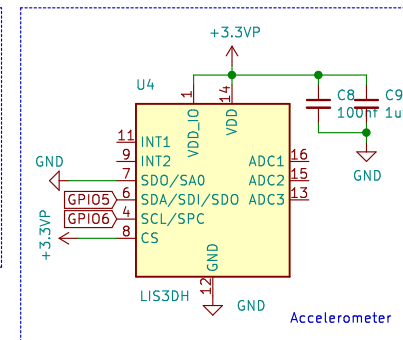 +3.3VP
U4
C8
100nf
C9
1u
1
14
VDD_IO
VDD
11 INT1
9 INT2
GND
7 SDO/SA0
GPIO5 6 SDA/SDI/SDO
GPIO6 4 SCL/SPC
+3.3VP
8 CS
ADC1 16
ADC2 15
ADC3 13
GND
GND
12
LIS3DH
GND
Accelerometer